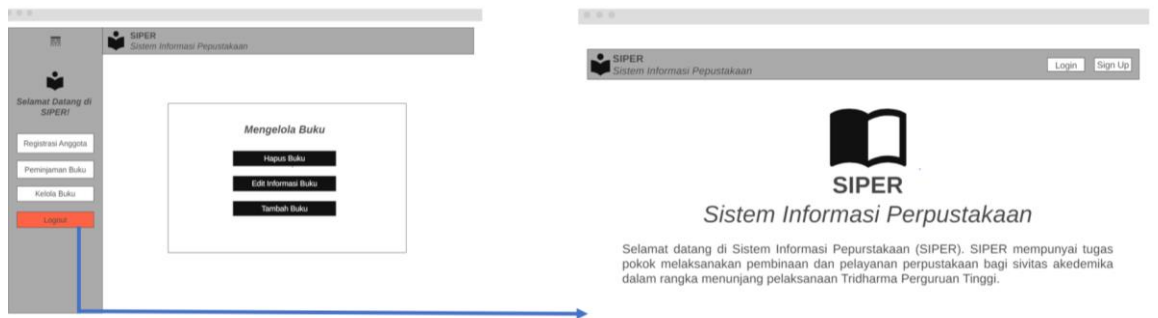 SIPER
Sistem Informasi Pepustakaan
Selamat Datang di
SIPER!
Registrasi Anggota
Peminjaman Buku
Kelola Buku
Logout
Mengelola Buku
Hapus Buku
Edit Informasi Buku
Tambah Buku
SIPER
Sistem Informasi Pepustakaan
Login
Sign Up
SIPER
Sistem Informasi Perpustakaan
Selamat datang di Sistem Informasi Pepurstakaan (SIPER). SIPER mempunyai tugas
pokok melaksanakan pembinaan dan pelayanan perpustakaan bagi sivitas akedemika
dalam rangka menunjang pelaksanaan Tridharma Perguruan Tinggi.